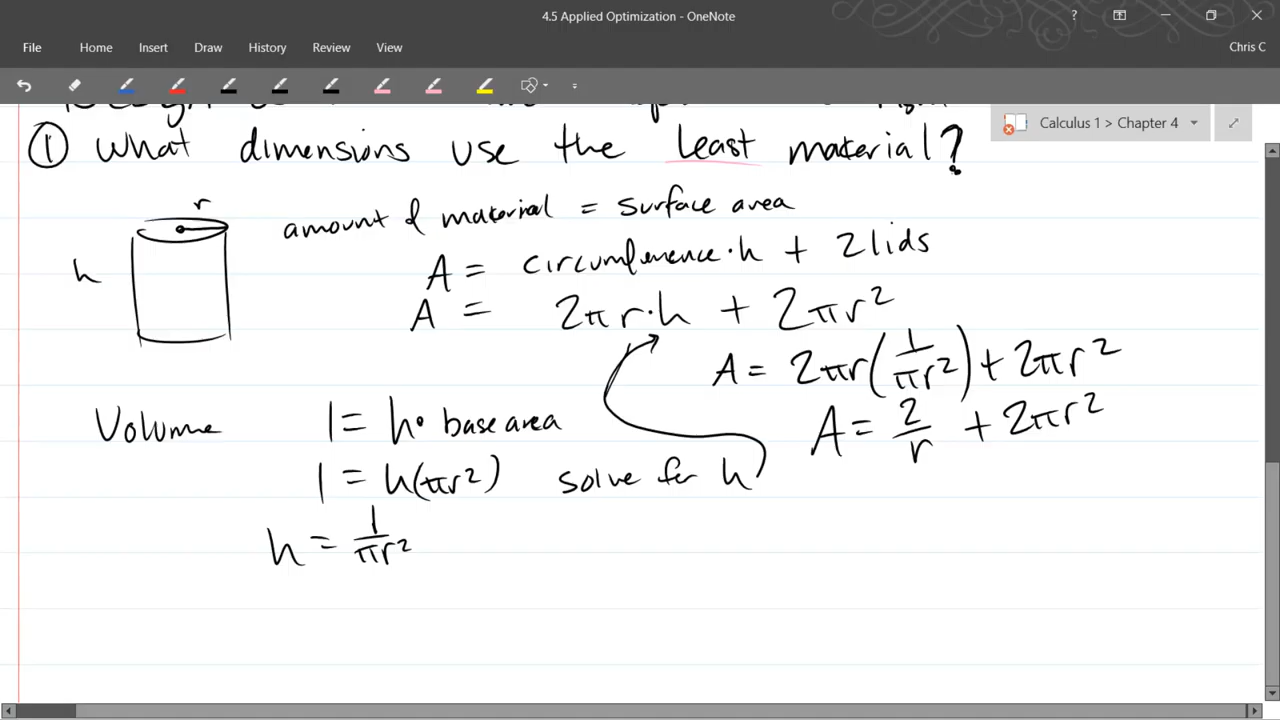 4.5 Applied Optimization - OneNote
File Home Insert Draw History Review View
Chris C
Calculus 1 > Chapter 4
① What dimensions use the least material?
r
h
amount of material = surface area
A = circumference·h + 2 lids
A = 2πr·h + 2πr²
A = 2πr(1/πr²) + 2πr²
A = 2/r + 2πr²
Volume 1 = h· base area
1 = h(πr²) solve for h
h = 1/πr²